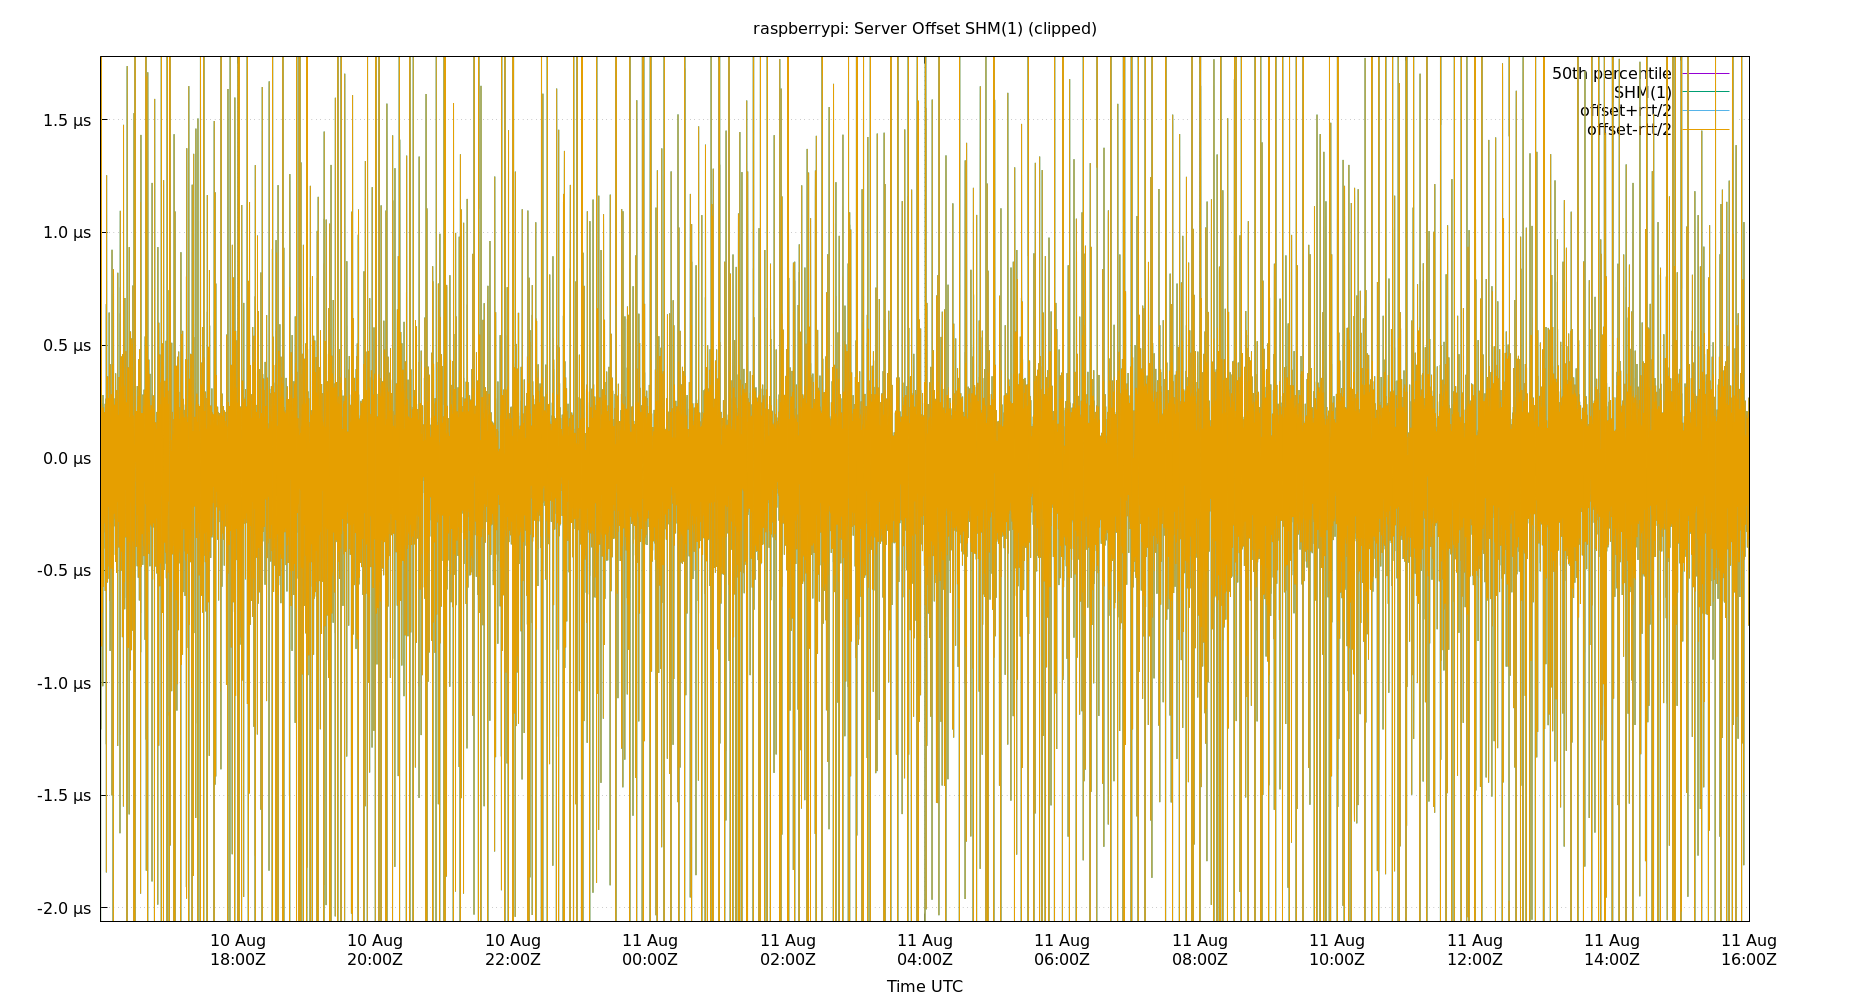 raspberrypi: Server Offset SHM(1) (clipped)
50th percentile
SHM(1)
offset+rtt/2
offset-rtt/2
1.5 µs
1.0 µs
0.5 µs
0.0 µs
-0.5 µs
-1.0 µs
-1.5 µs
-2.0 µs
10 Aug 10 Aug 10 Aug 11 Aug 11 Aug 11 Aug 11 Aug 11 Aug 11 Aug 11 Aug 11 Aug 11 Aug
18:00Z 20:00Z 22:00Z 00:00Z 02:00Z 04:00Z 06:00Z 08:00Z 10:00Z 12:00Z 14:00Z 16:00Z
Time UTC